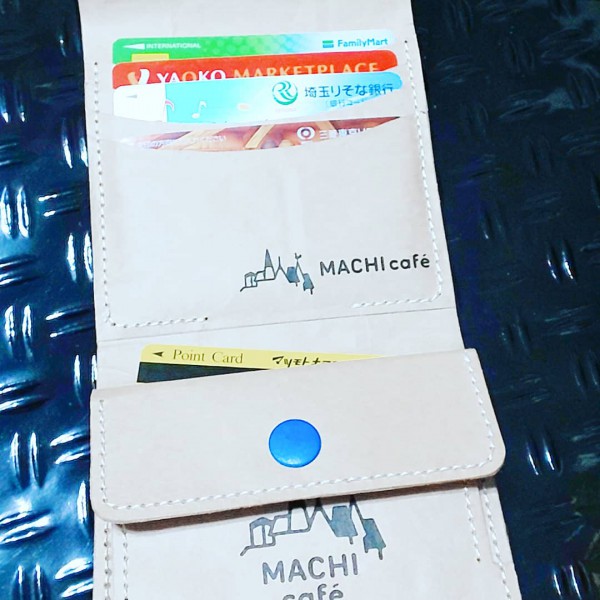 INTERNATIONAL FamilyMart
YAOKO MARKETPLACE
埼玉りそな銀行
MACHI café
Point Card
MACHI
café